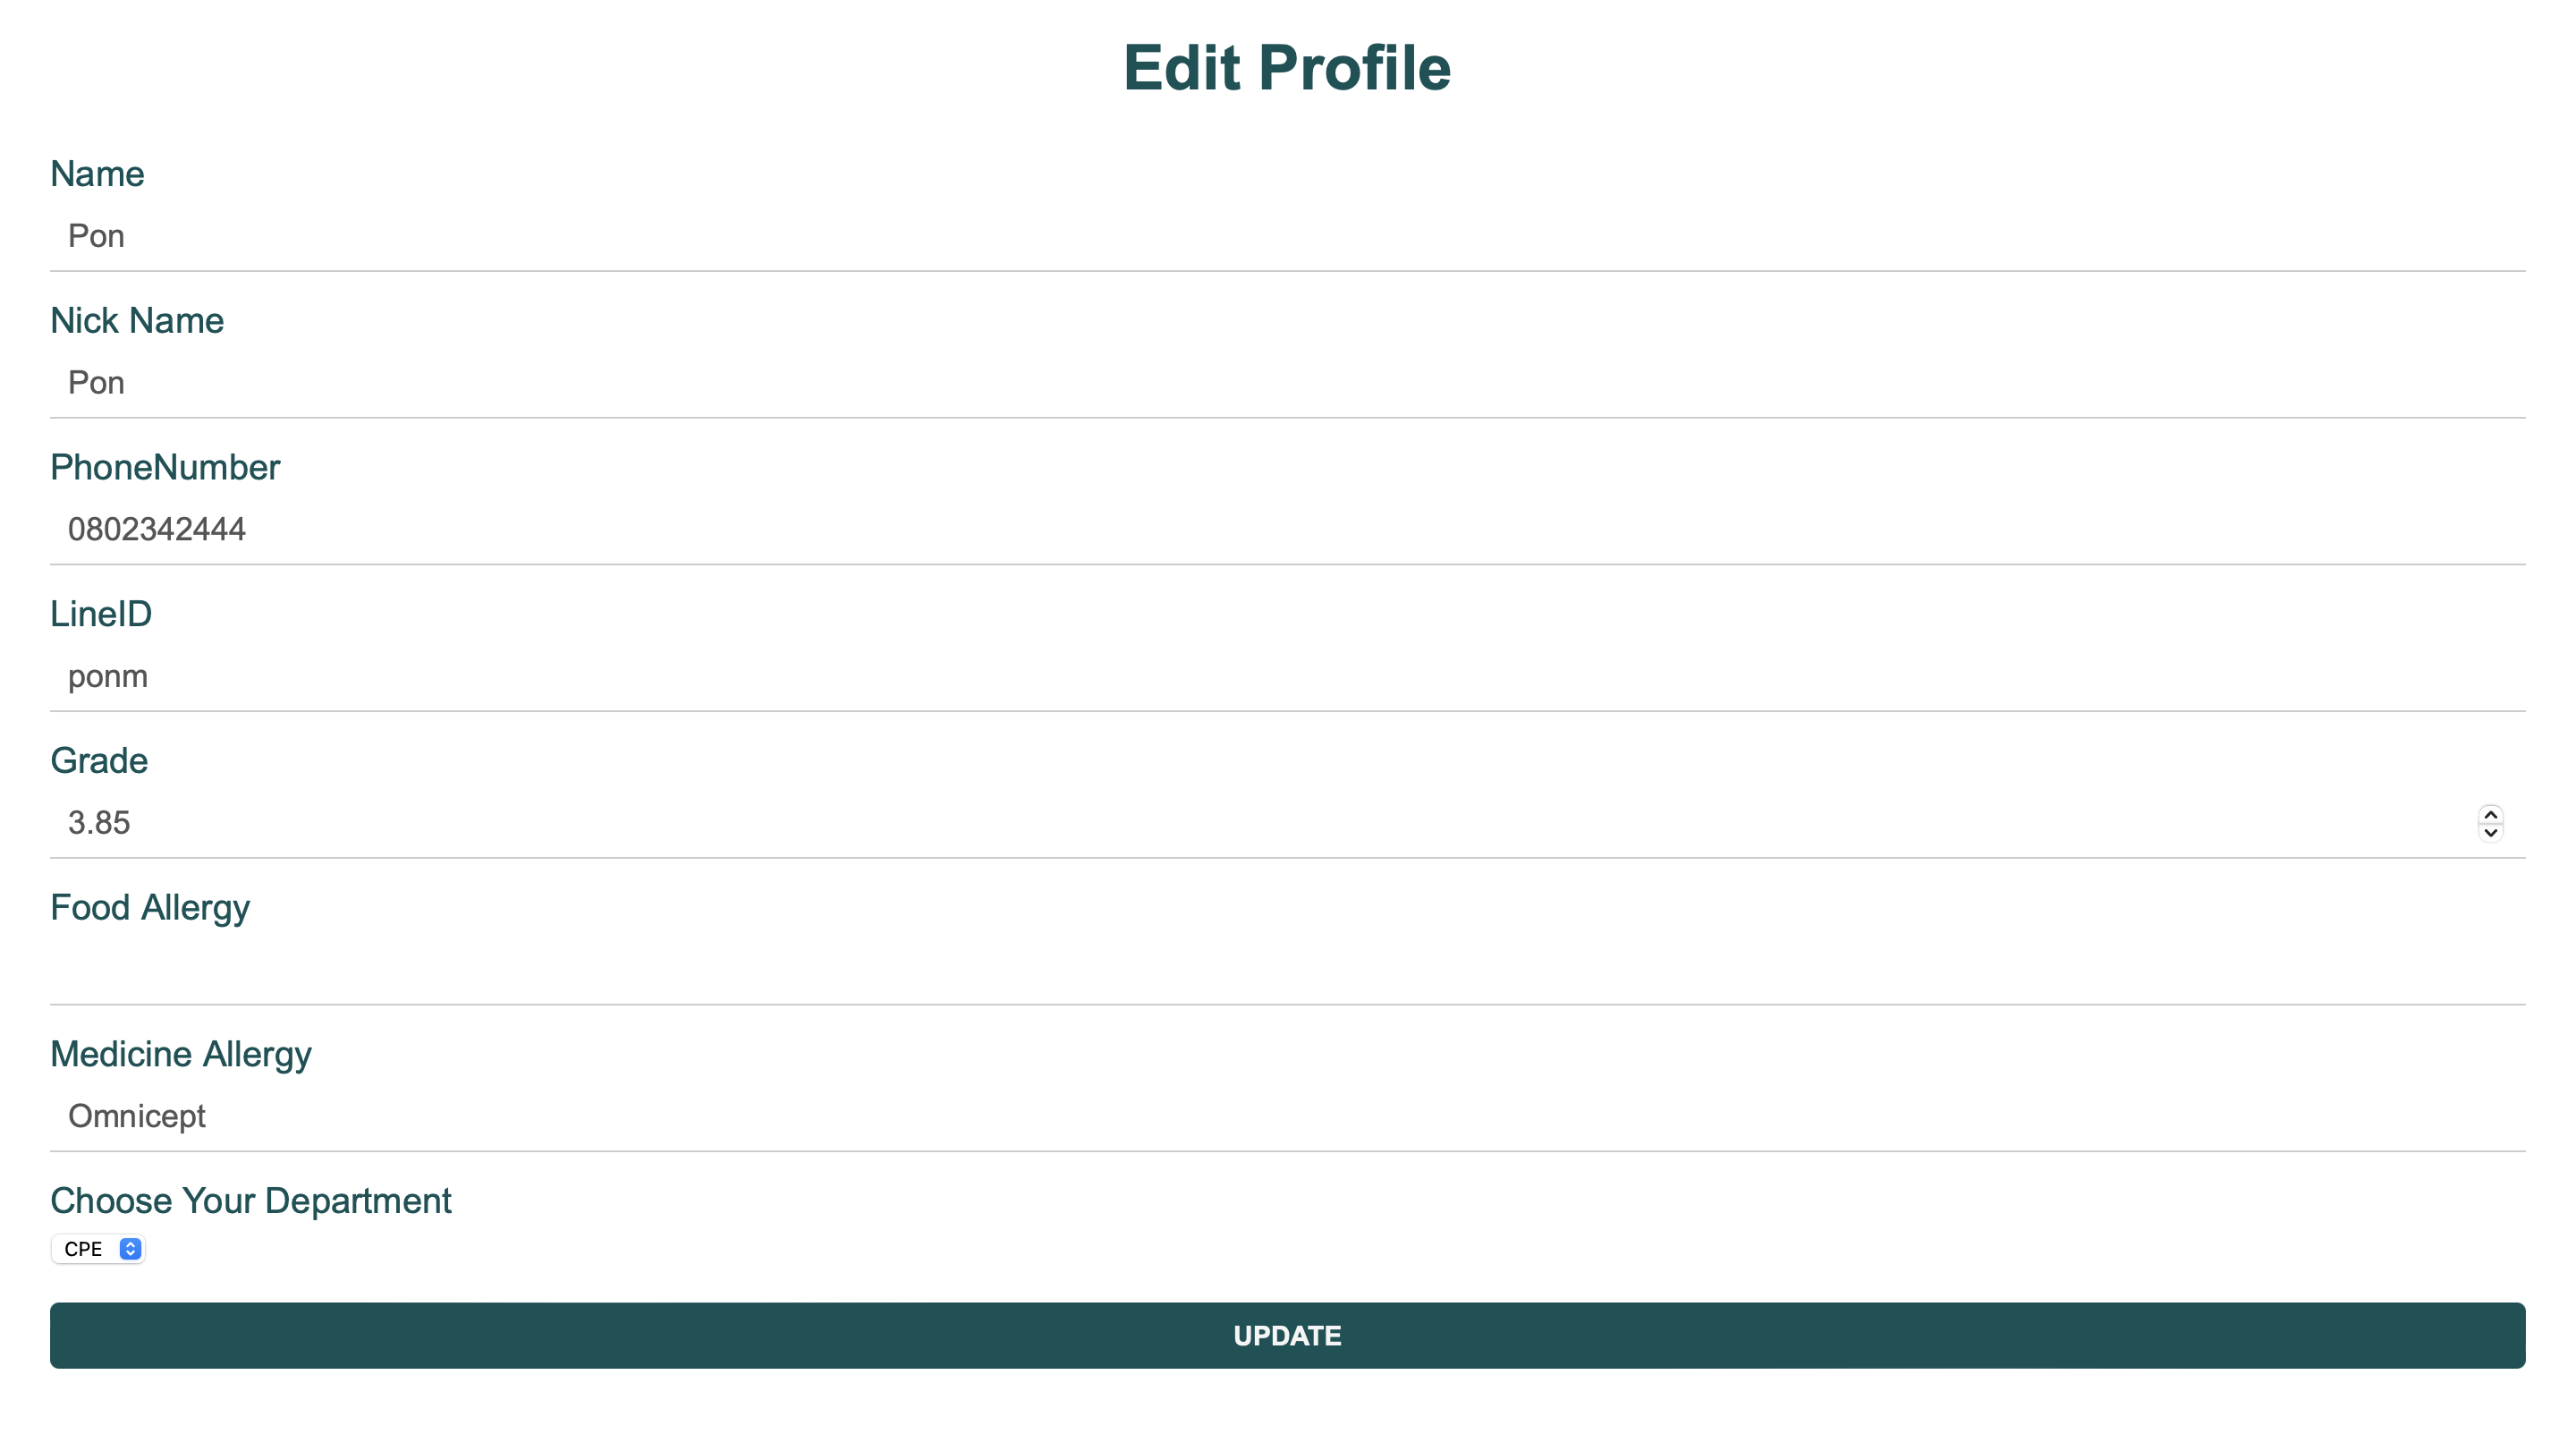 Edit Profile
Name
Pon
Nick Name
Pon
PhoneNumber
0802342444
LineID
ponm
Grade
3.85
Food Allergy
Medicine Allergy
Omnicept
Choose Your Department
CPE
UPDATE